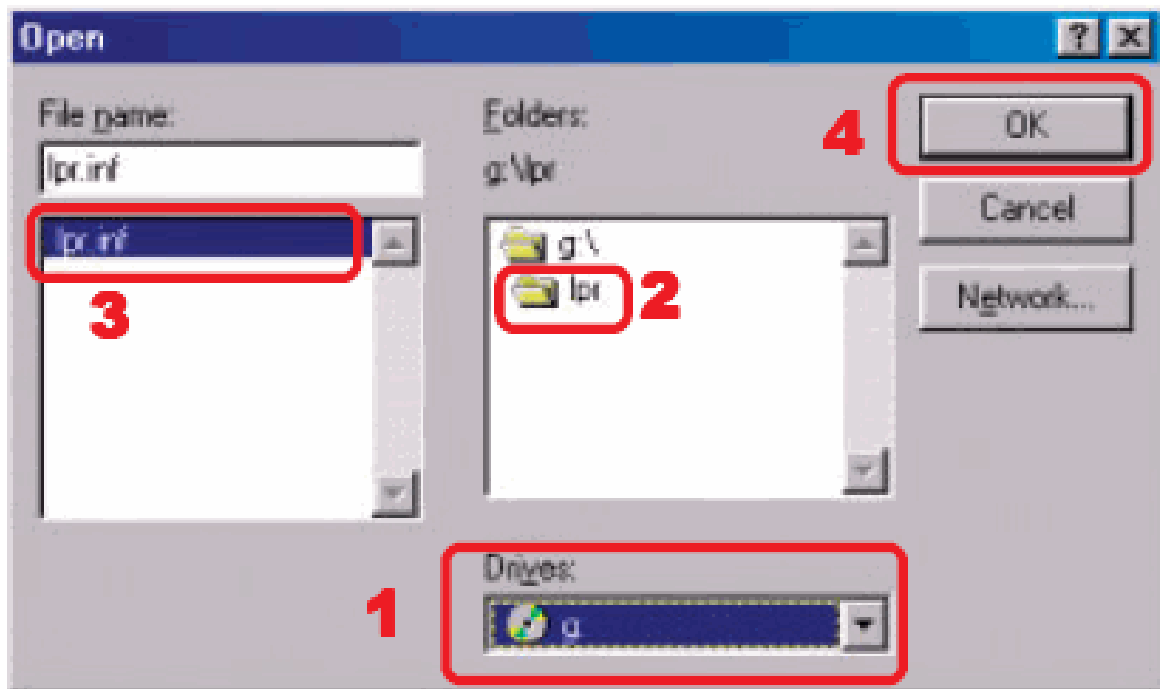 Open
File name:
lpr.inf
lpr.inf
3
Folders:
g:\lpr
g:\
lpr
2
Drives:
g
1
4
OK
Cancel
Network...